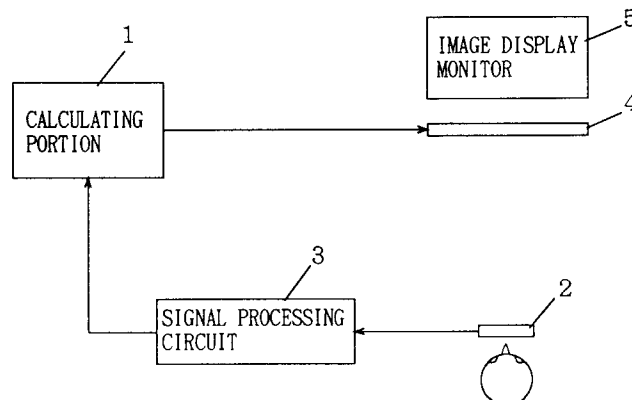 1
CALCULATING
PORTION
5
IMAGE DISPLAY
MONITOR
4
3
SIGNAL PROCESSING
CIRCUIT
2